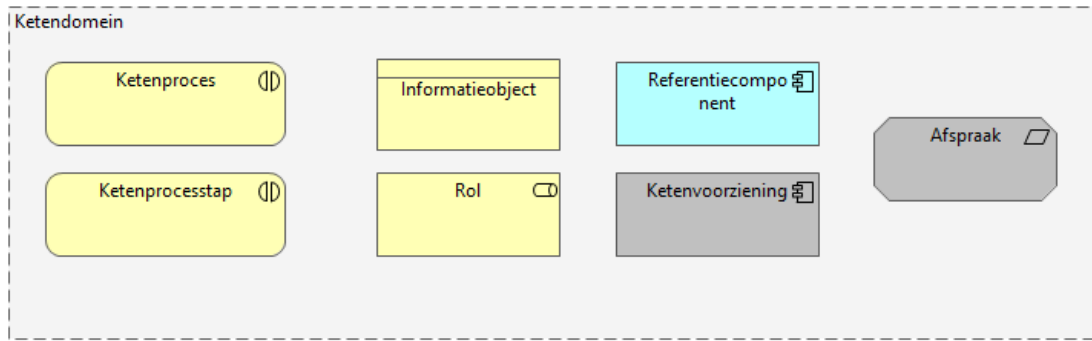 Ketendomein
Ketenproces
Informatieobject
Referentiecompo
nent
Afspraak
Ketenprocesstap
Rol
Ketenvoorziening